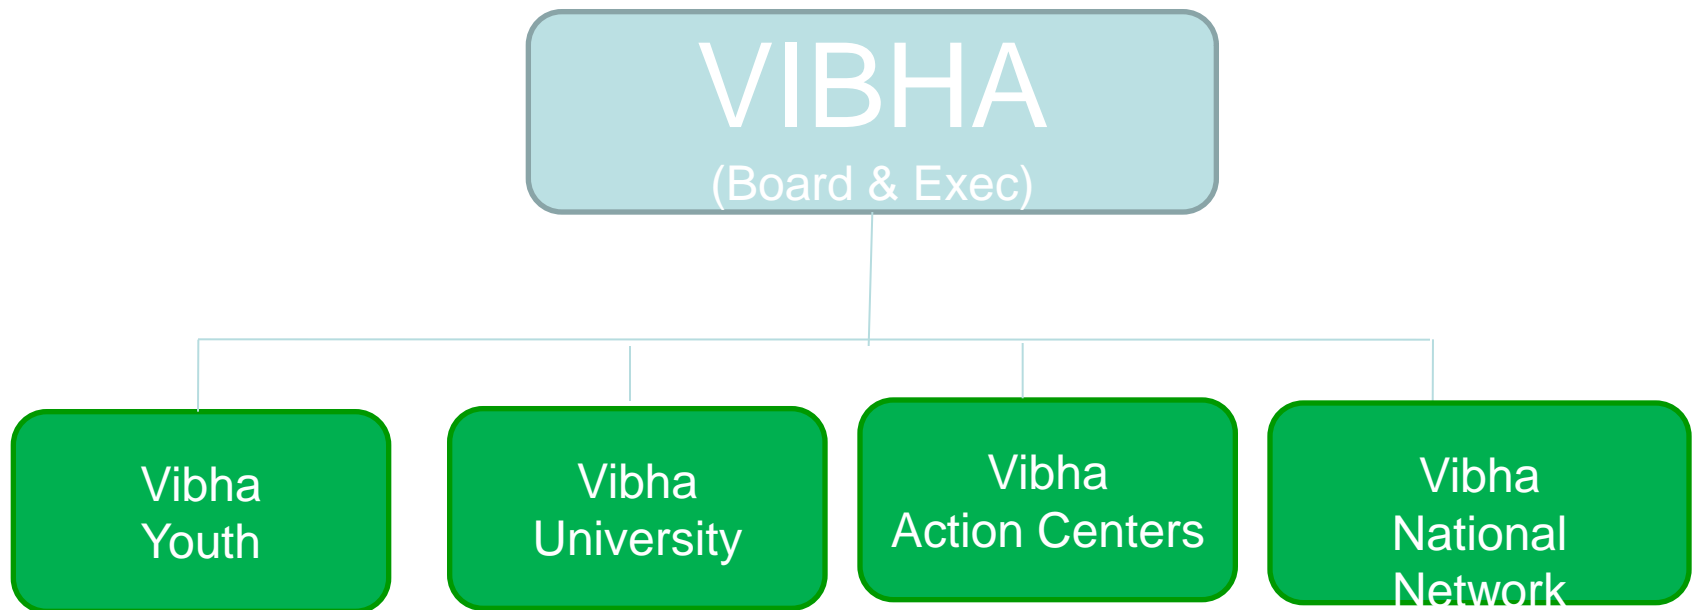 VIBHA
(Board & Exec)
Vibha
Youth
Vibha
University
Vibha
Action Centers
Vibha
National
Network